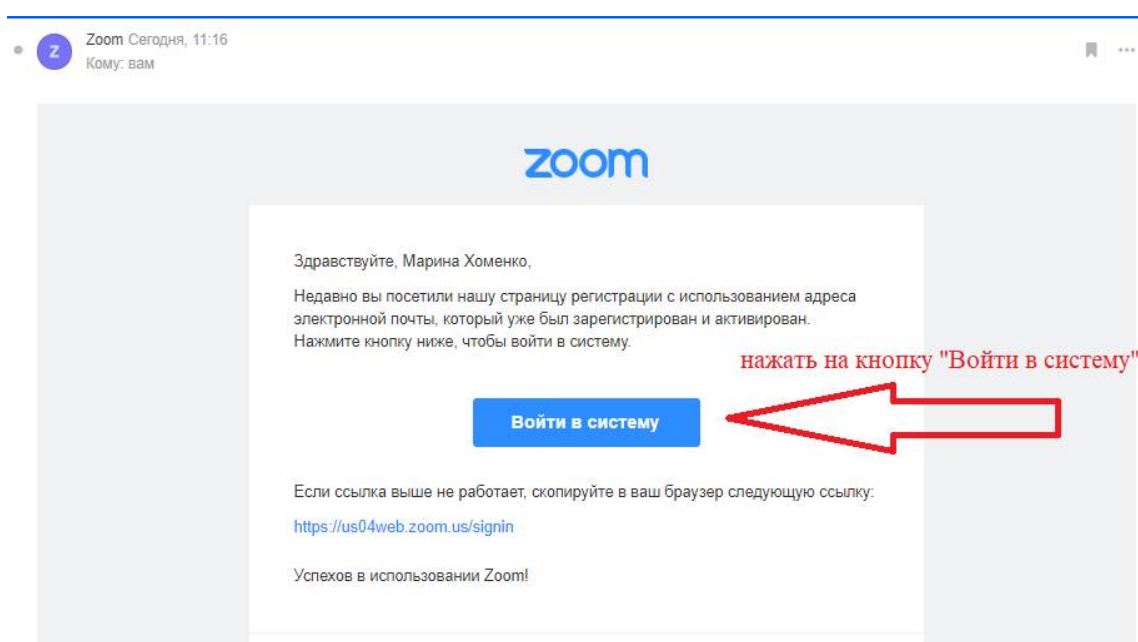 Z
Zoom Сегодня, 11:16
Кому: вам
zoom
Здравствуйте, Марина Хоменко,
Недавно вы посетили нашу страницу регистрации с использованием адреса
электронной почты, который уже был зарегистрирован и активирован.
Нажмите кнопку ниже, чтобы войти в систему.
нажать на кнопку "Войти в систему"
Войти в систему
Если ссылка выше не работает, скопируйте в ваш браузер следующую ссылку:
https://us04web.zoom.us/signin
Успехов в использовании Zoom!